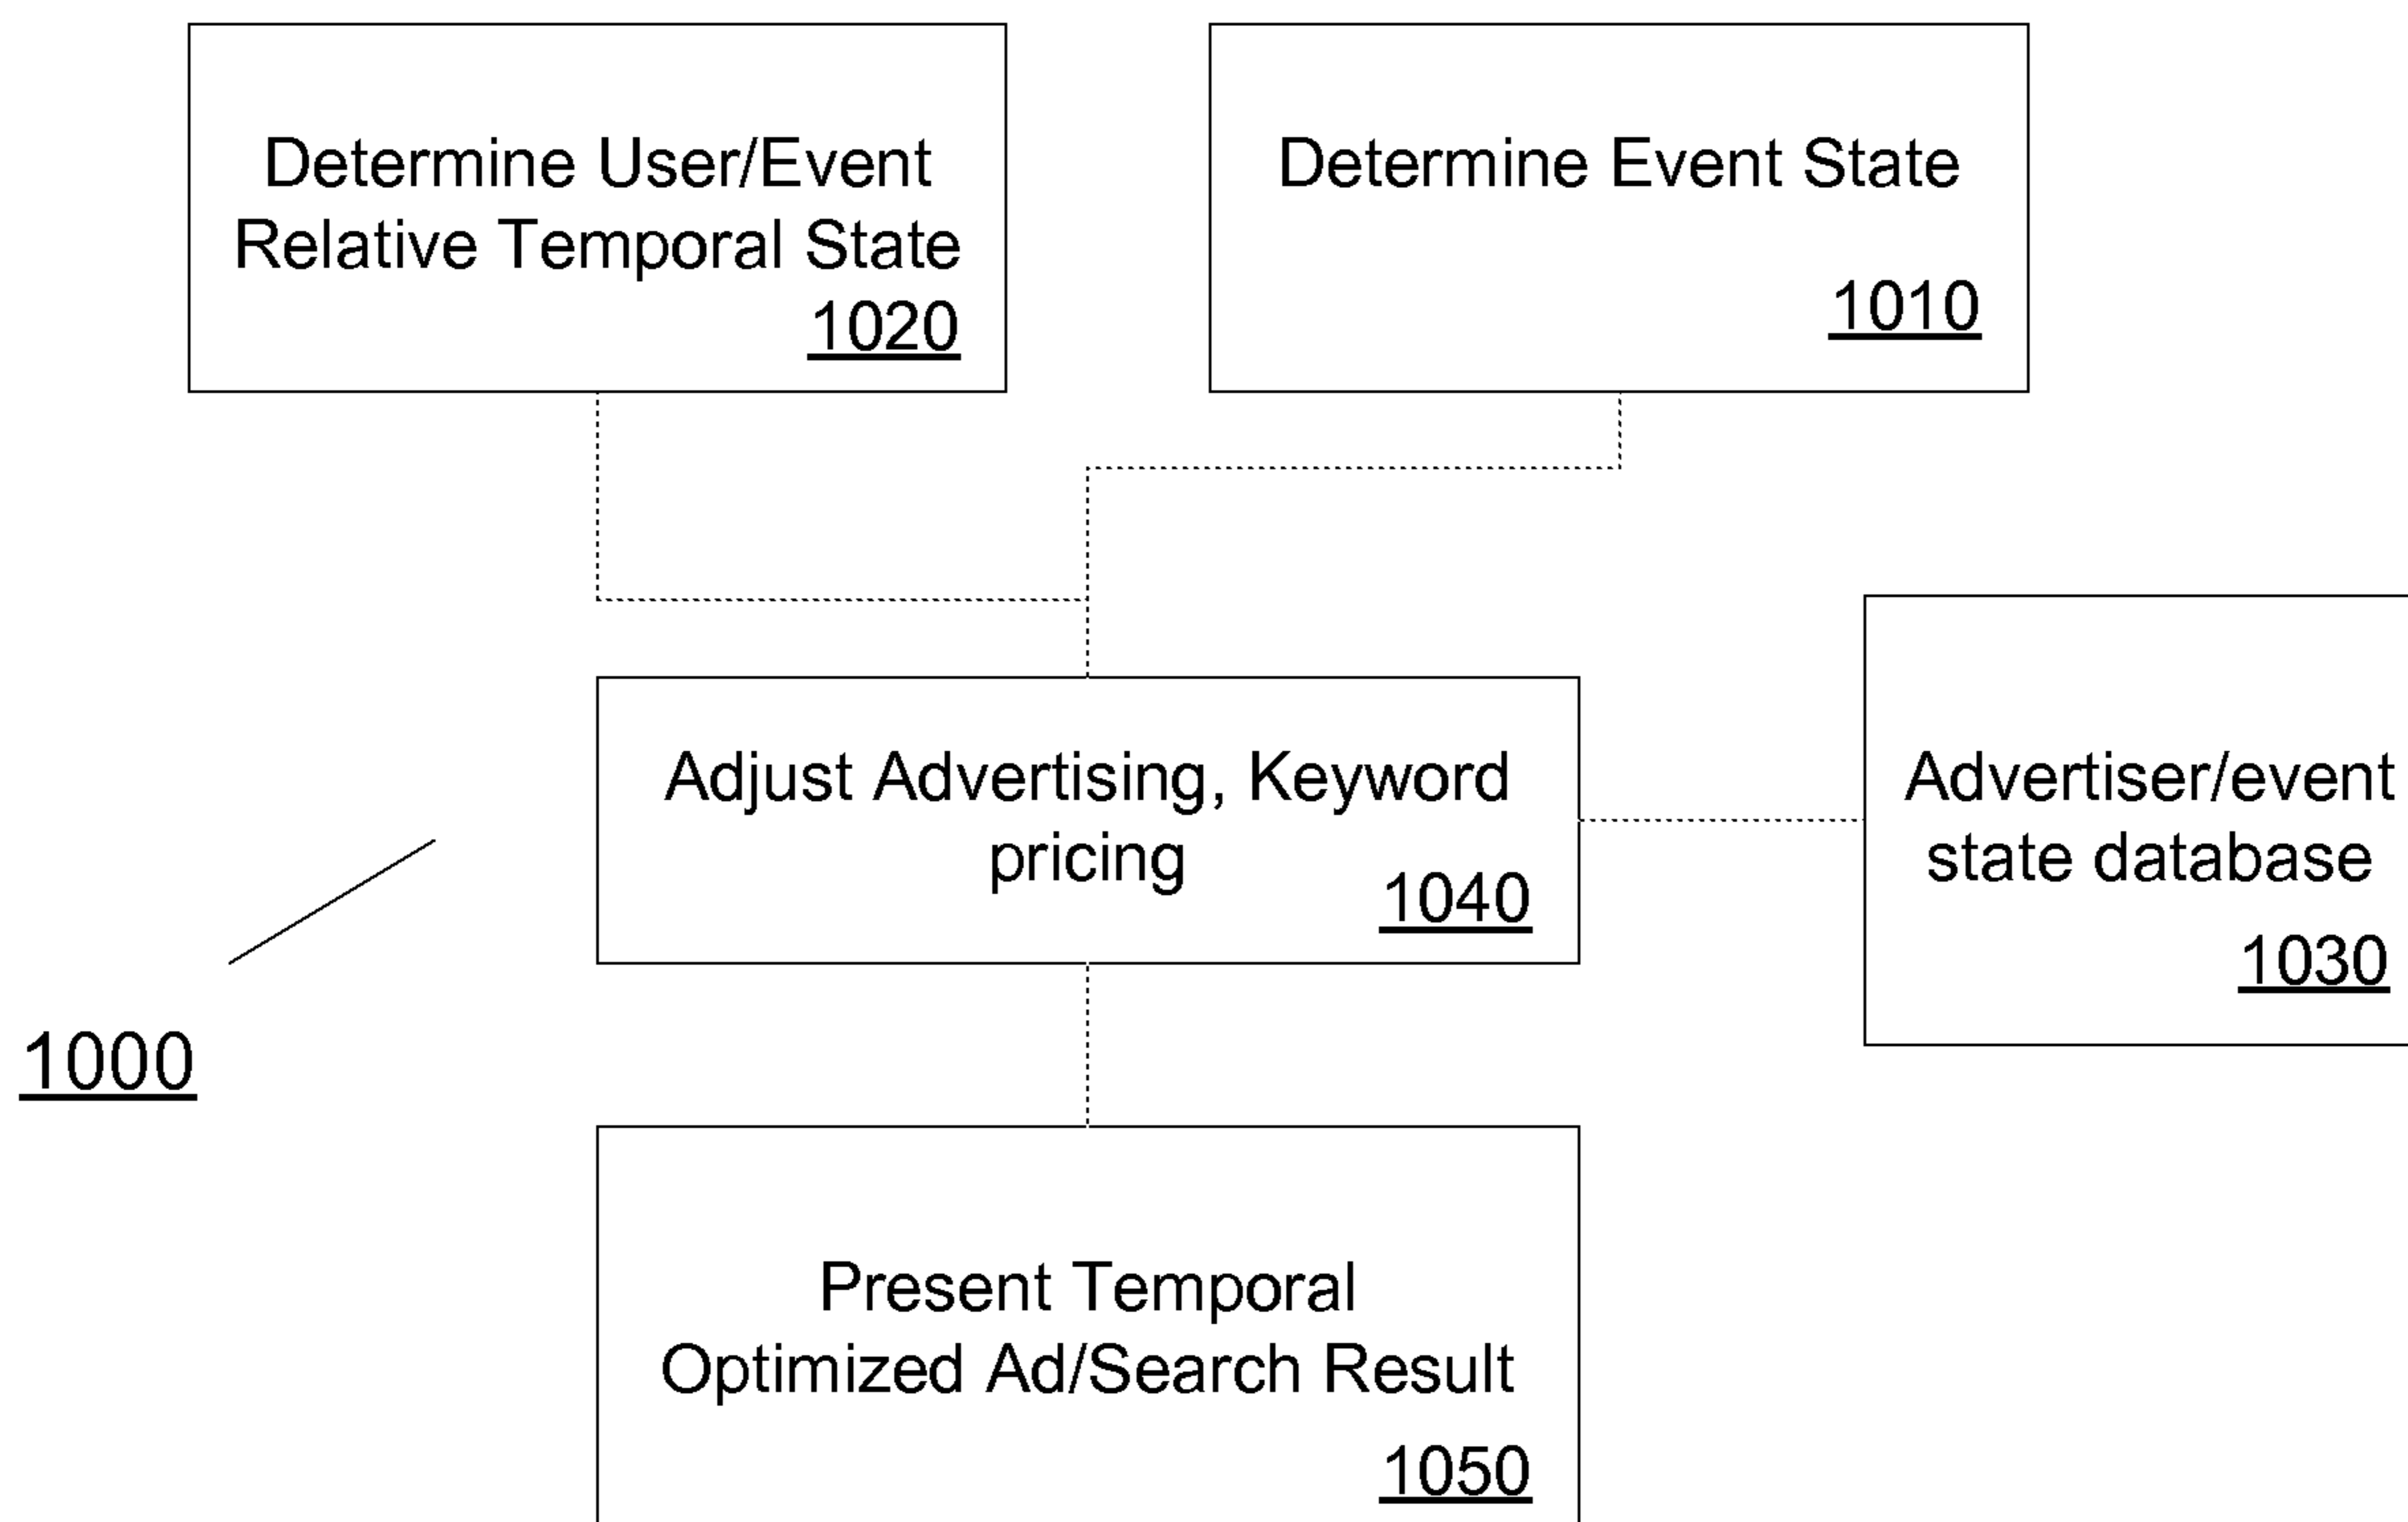 Determine User/Event
Relative Temporal State
1020
Determine Event State
1010
Adjust Advertising, Keyword
pricing
1040
Advertiser/event
state database
1030
1000
Present Temporal
Optimized Ad/Search Result
1050